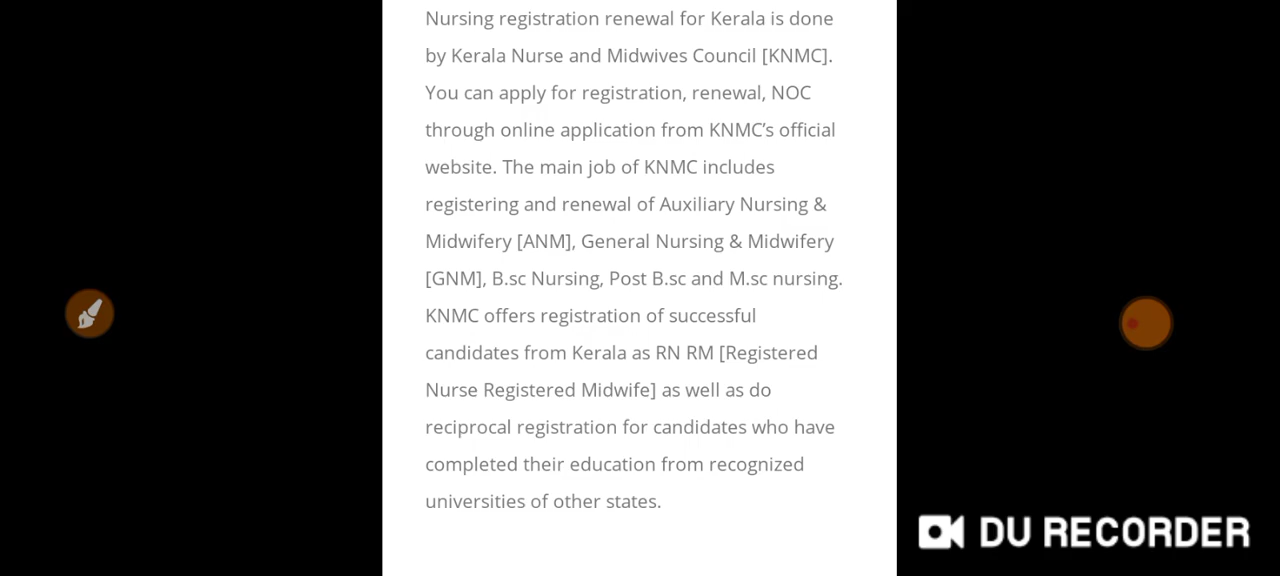 Nursing registration renewal for Kerala is done
by Kerala Nurse and Midwives Council [KNMC].
You can apply for registration, renewal, NOC
through online application from KNMC’s official
website. The main job of KNMC includes
registering and renewal of Auxiliary Nursing &
Midwifery [ANM], General Nursing & Midwifery
[GNM], B.sc Nursing, Post B.sc and M.sc nursing.
KNMC offers registration of successful
candidates from Kerala as RN RM [Registered
Nurse Registered Midwife] as well as do
reciprocal registration for candidates who have
completed their education from recognized
universities of other states.
DU RECORDER